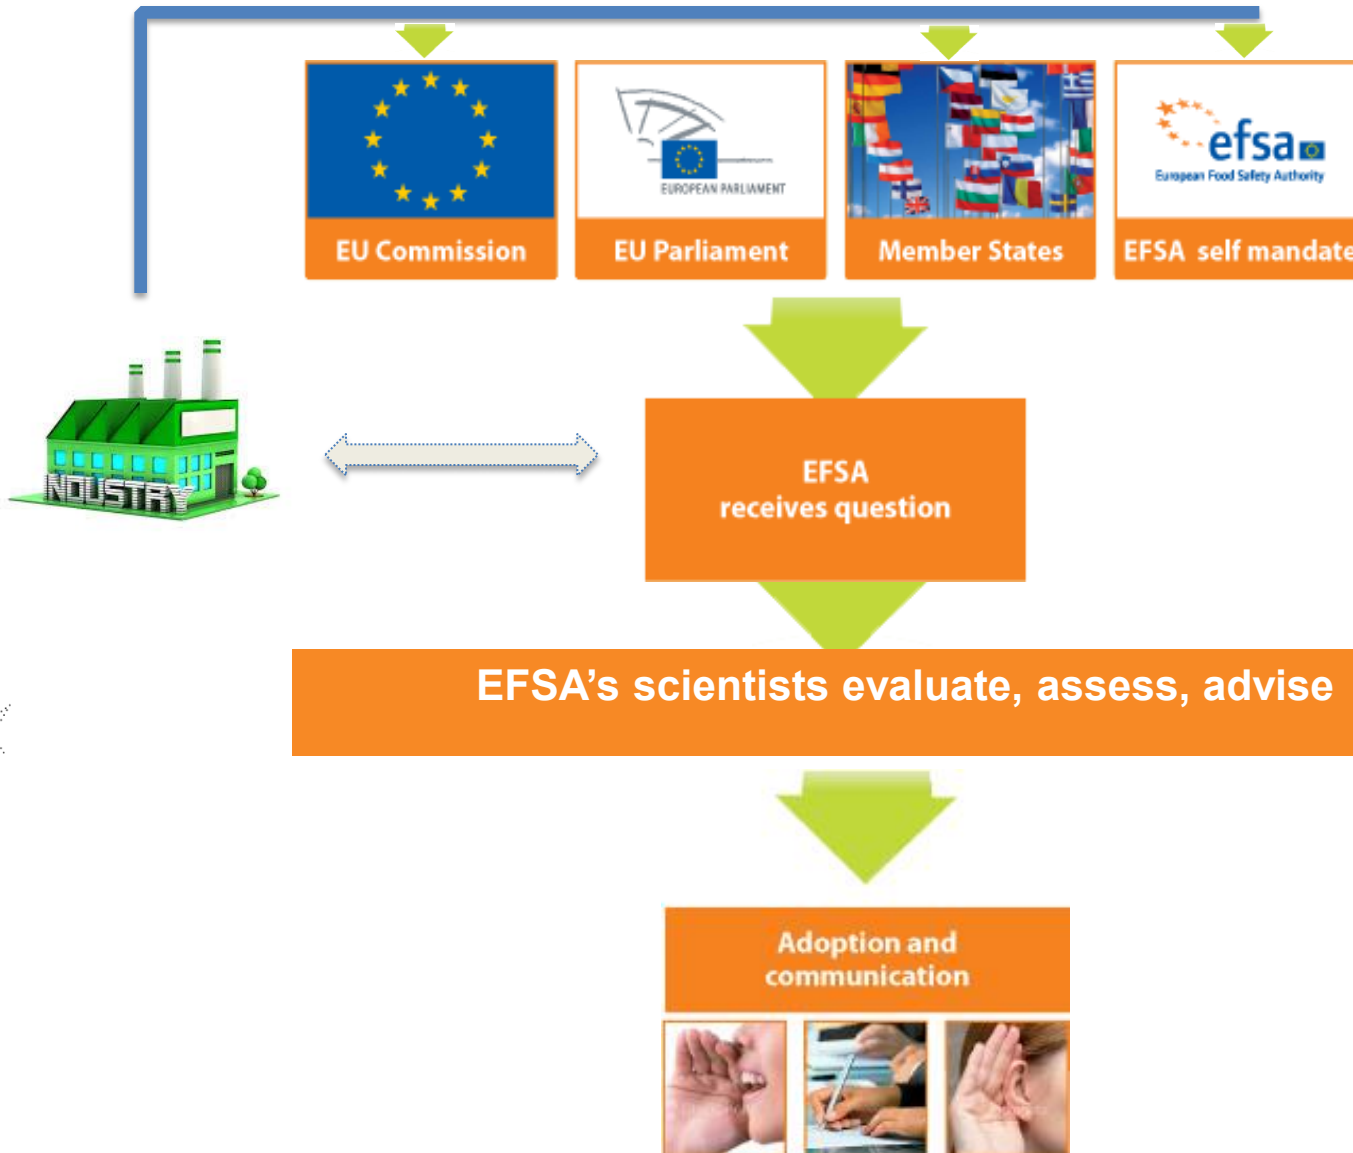 EUROPEAN PARLIAMENT
efsa
European Food Safety Authority
EU Commission
EU Parliament
Member States
EFSA self mandate
INDUSTRY
EFSA
receives question
EFSA’s scientists evaluate, assess, advise
Adoption and
communication